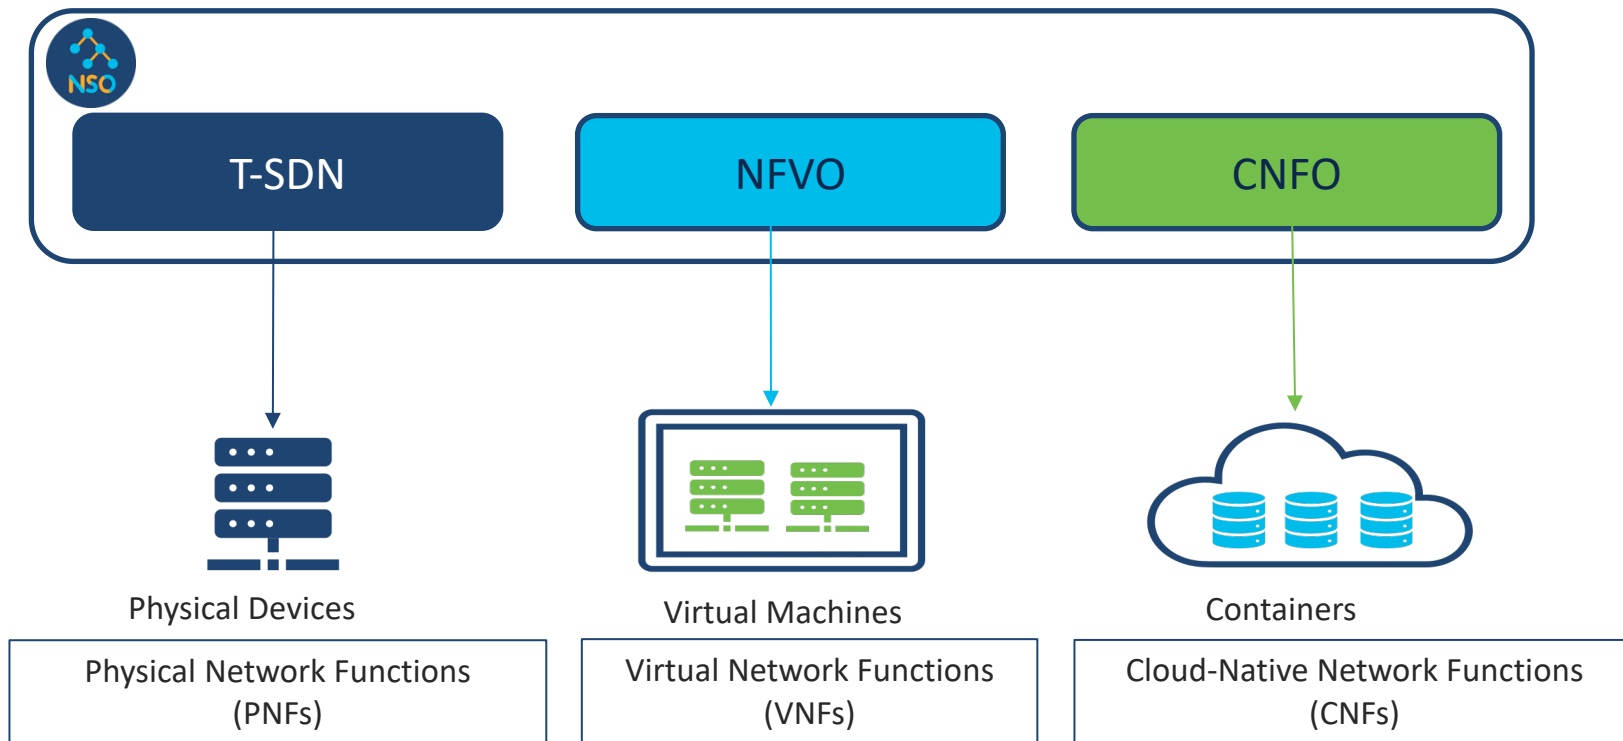 NSO
T-SDN
NFVO
CNFO
Physical Devices
Virtual Machines
Containers
Physical Network Functions
(PNFs)
Virtual Network Functions
(VNFs)
Cloud-Native Network Functions
(CNFs)